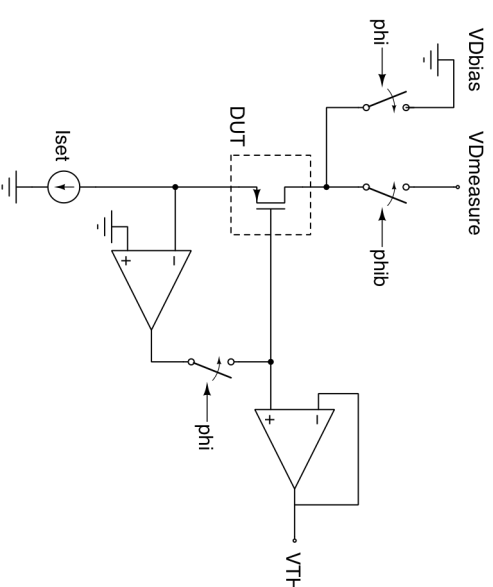 VDbias
VDmeasure
phi
phib
−
VTH
+
DUT
phi
−
+
Iset